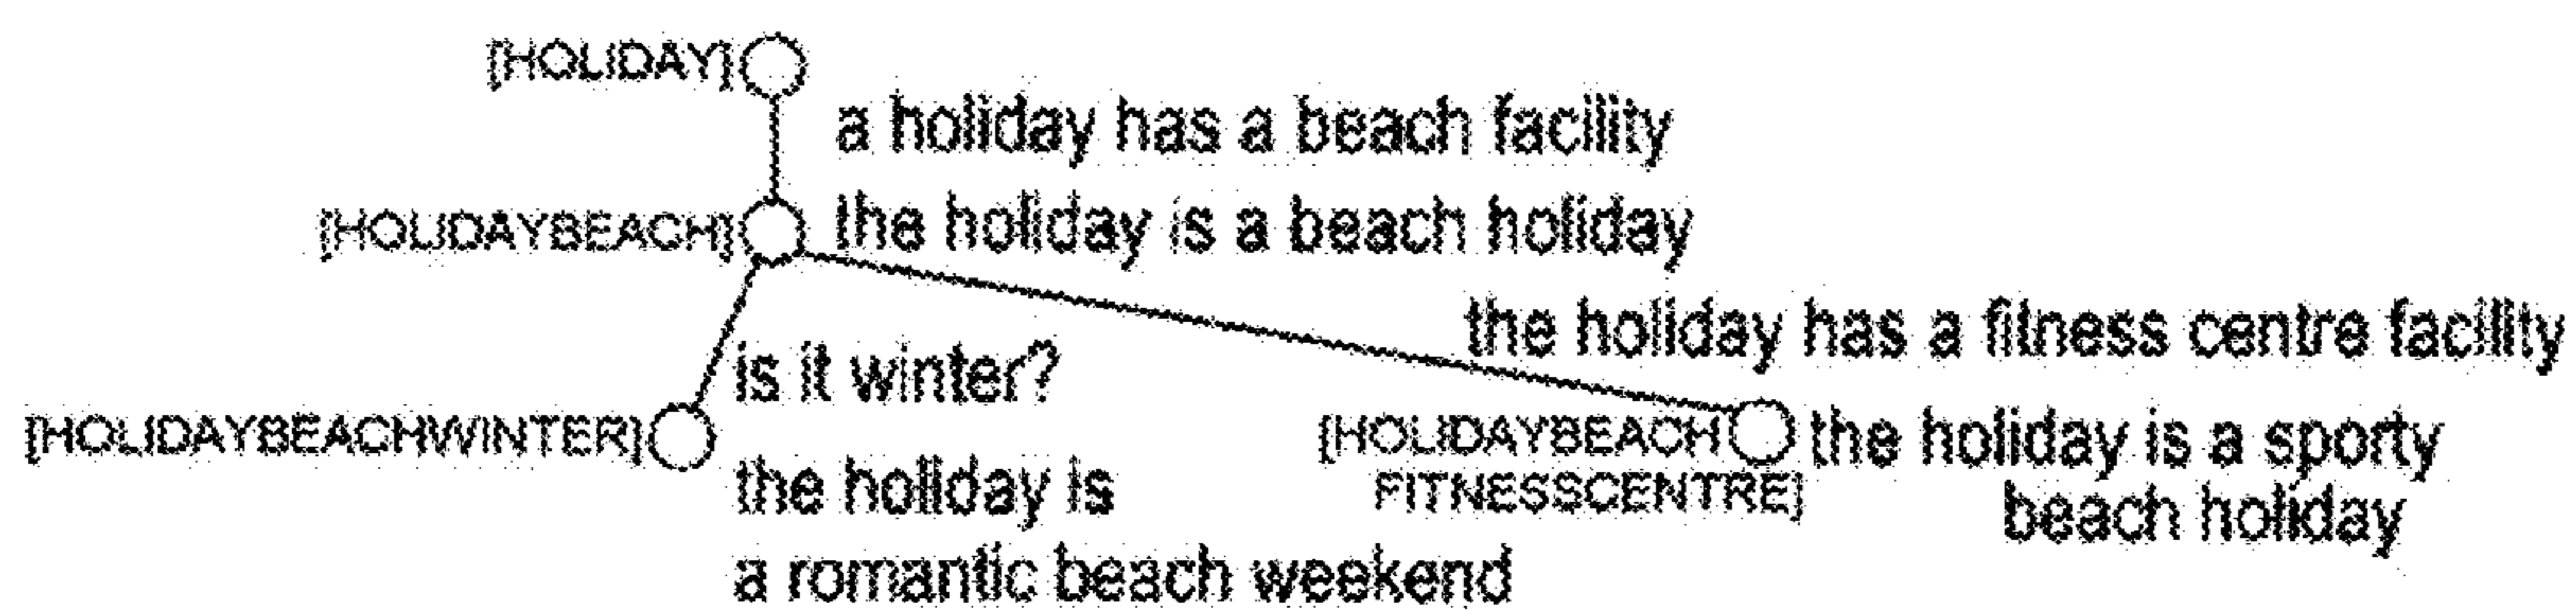 [HOLIDAY]
a holiday has a beach facility
[HOLIDAYBEACH]
the holiday is a beach holiday
the holiday has a fitness centre facility
is it winter?
[HOLIDAYBEACHWINTER]
the holiday is
a romantic beach weekend
[HOLIDAYBEACH
FITNESSCENTRE]
the holiday is a sporty
beach holiday